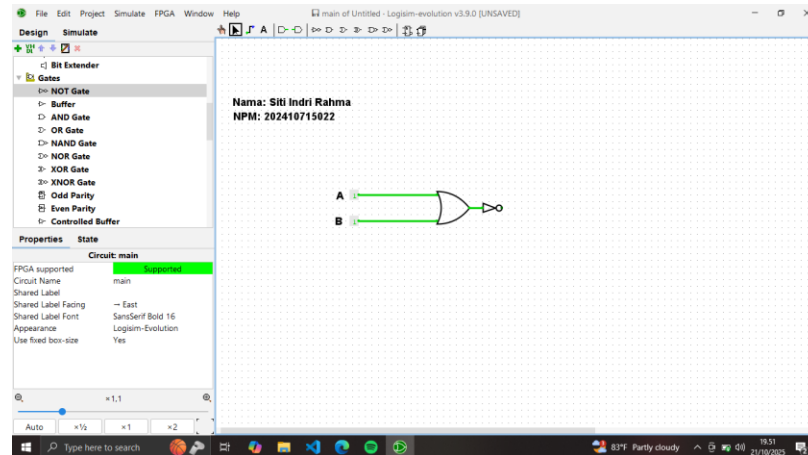 File Edit Project Simulate FPGA Window Help
main of Untitled - Logisim-evolution v3.9.0 [UNSAVED]
Design Simulate
A
Bit Extender
Gates
NOT Gate
Buffer
AND Gate
OR Gate
NAND Gate
NOR Gate
XOR Gate
XNOR Gate
Odd Parity
Even Parity
Controlled Buffer
Nama: Siti Indri Rahma
NPM: 202410715022
A 1
B 1
Properties State
Circuit: main
FPGA supported Supported
Circuit Name main
Shared Label
Shared Label Facing → East
Shared Label Font SansSerif Bold 16
Appearance Logisim-Evolution
Use fixed box-size Yes
×1,1
Auto ×½ ×1 ×2
Type here to search
83°F Partly cloudy
19.51
21/10/2025